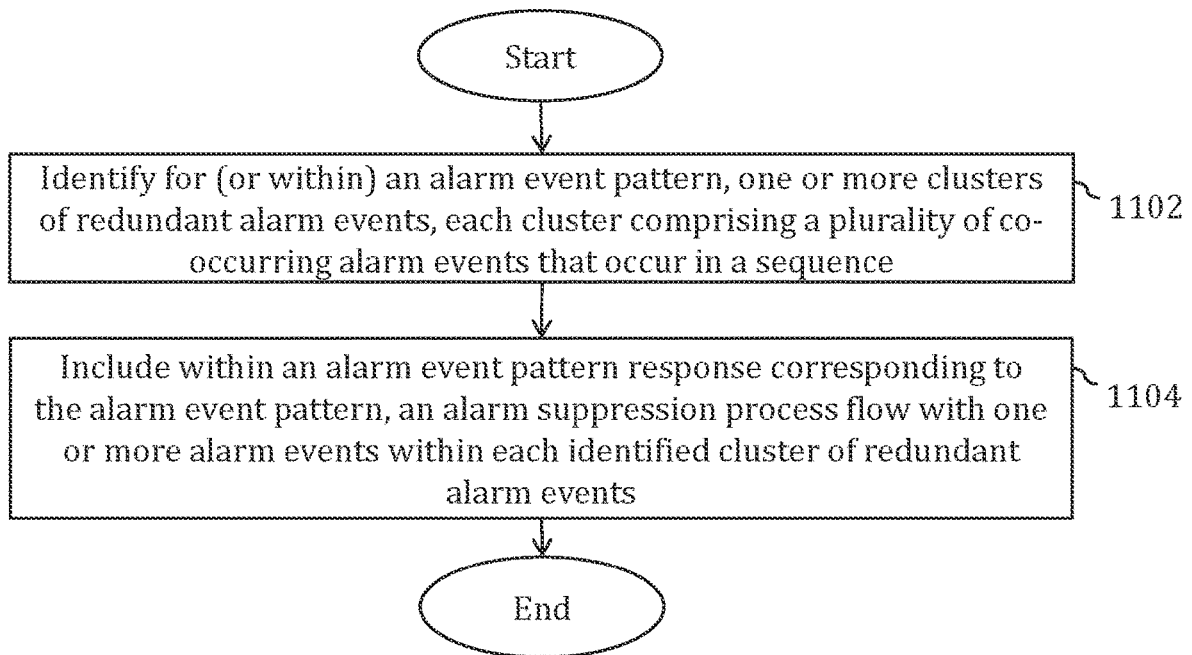 Start
Identify for (or within) an alarm event pattern, one or more clusters
of redundant alarm events, each cluster comprising a plurality of co-
occurring alarm events that occur in a sequence
1102
Include within an alarm event pattern response corresponding to
the alarm event pattern, an alarm suppression process flow with one
or more alarm events within each identified cluster of redundant
alarm events
1104
End